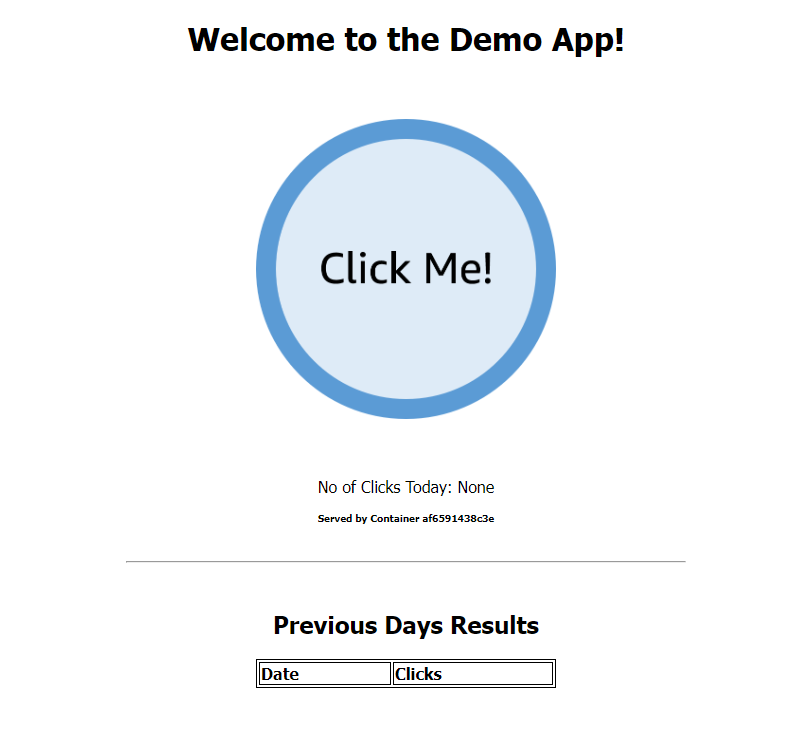 Welcome to the Demo App!
Click Me!
No of Clicks Today: None
Served by Container af6591438c3e
Previous Days Results
Date Clicks